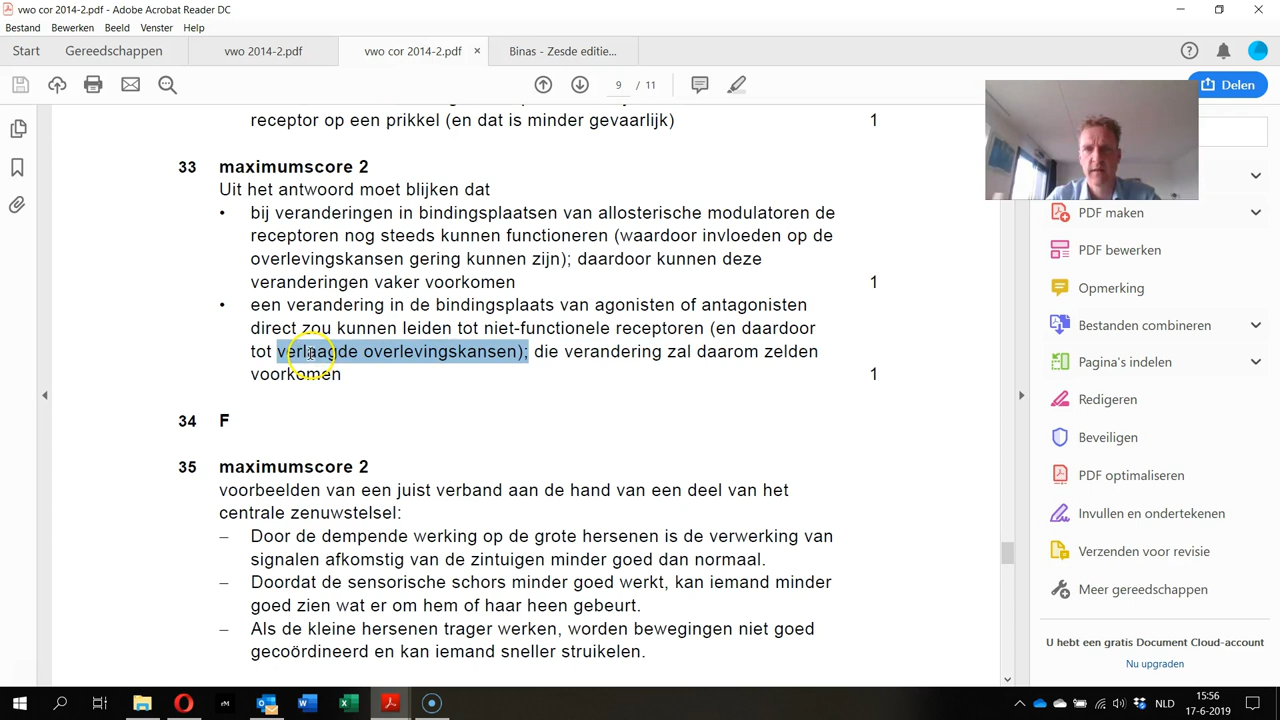 vwo cor 2014-2.pdf - Adobe Acrobat Reader DC
Bestand Bewerken Beeld Venster Help
Start Gereedschappen vwo 2014-2.pdf vwo cor 2014-2.pdf × Binas - Zesde editie...
9 / 11 Delen
receptor op een prikkel (en dat is minder gevaarlijk) 1
33 maximumscore 2
Uit het antwoord moet blijken dat
• bij veranderingen in bindingsplaatsen van allosterische modulatoren de
receptoren nog steeds kunnen functioneren (waardoor invloeden op de
overlevingskansen gering kunnen zijn); daardoor kunnen deze
veranderingen vaker voorkomen 1
• een verandering in de bindingsplaats van agonisten of antagonisten
direct zou kunnen leiden tot niet-functionele receptoren (en daardoor
tot verlaagde overlevingskansen); die verandering zal daarom zelden
voorkomen 1
34 F
35 maximumscore 2
voorbeelden van een juist verband aan de hand van een deel van het
centrale zenuwstelsel:
– Door de dempende werking op de grote hersenen is de verwerking van
signalen afkomstig van de zintuigen minder goed dan normaal.
– Doordat de sensorische schors minder goed werkt, kan iemand minder
goed zien wat er om hem of haar heen gebeurt.
– Als de kleine hersenen trager werken, worden bewegingen niet goed
gecoördineerd en kan iemand sneller struikelen.
PDF maken
PDF bewerken
Opmerking
Bestanden combineren
Pagina's indelen
Redigeren
Beveiligen
PDF optimaliseren
Invullen en ondertekenen
Verzenden voor revisie
Meer gereedschappen
U hebt een gratis Document Cloud-account
Nu upgraden
NLD
15:56
17-6-2019